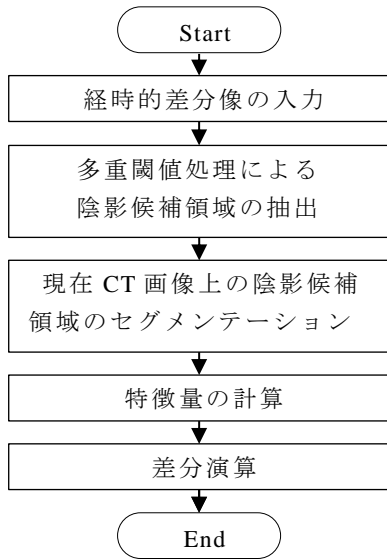 Start
経時的差分像の入力
多重閾値処理による
陰影候補領域の抽出
現在 CT 画像上の陰影候補
領域のセグメンテーション
特徴量の計算
差分演算
End